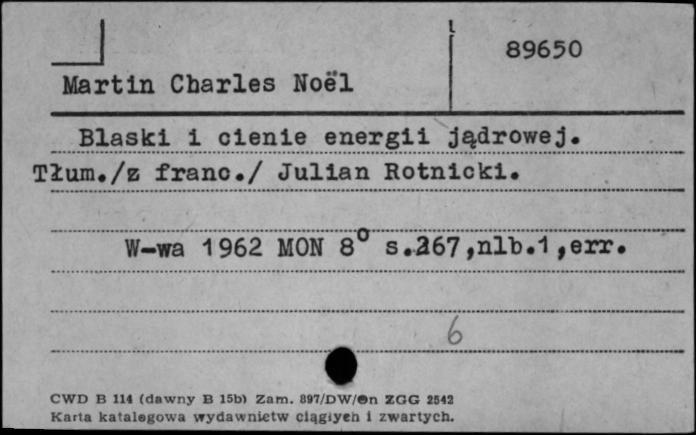 89650
Martin Charles Noël
Blaski i cienie energii jądrowej.
Tłum./z franc./ Julian Rotnicki.
W-wa 1962 MON 8° s.267,nlb.1,err.
6
CWD B 114 (dawny B 15b) Zam. 897/DW/Dn ZGG 2542
Karta katalogowa wydawnictw ciągłych i zwartych.